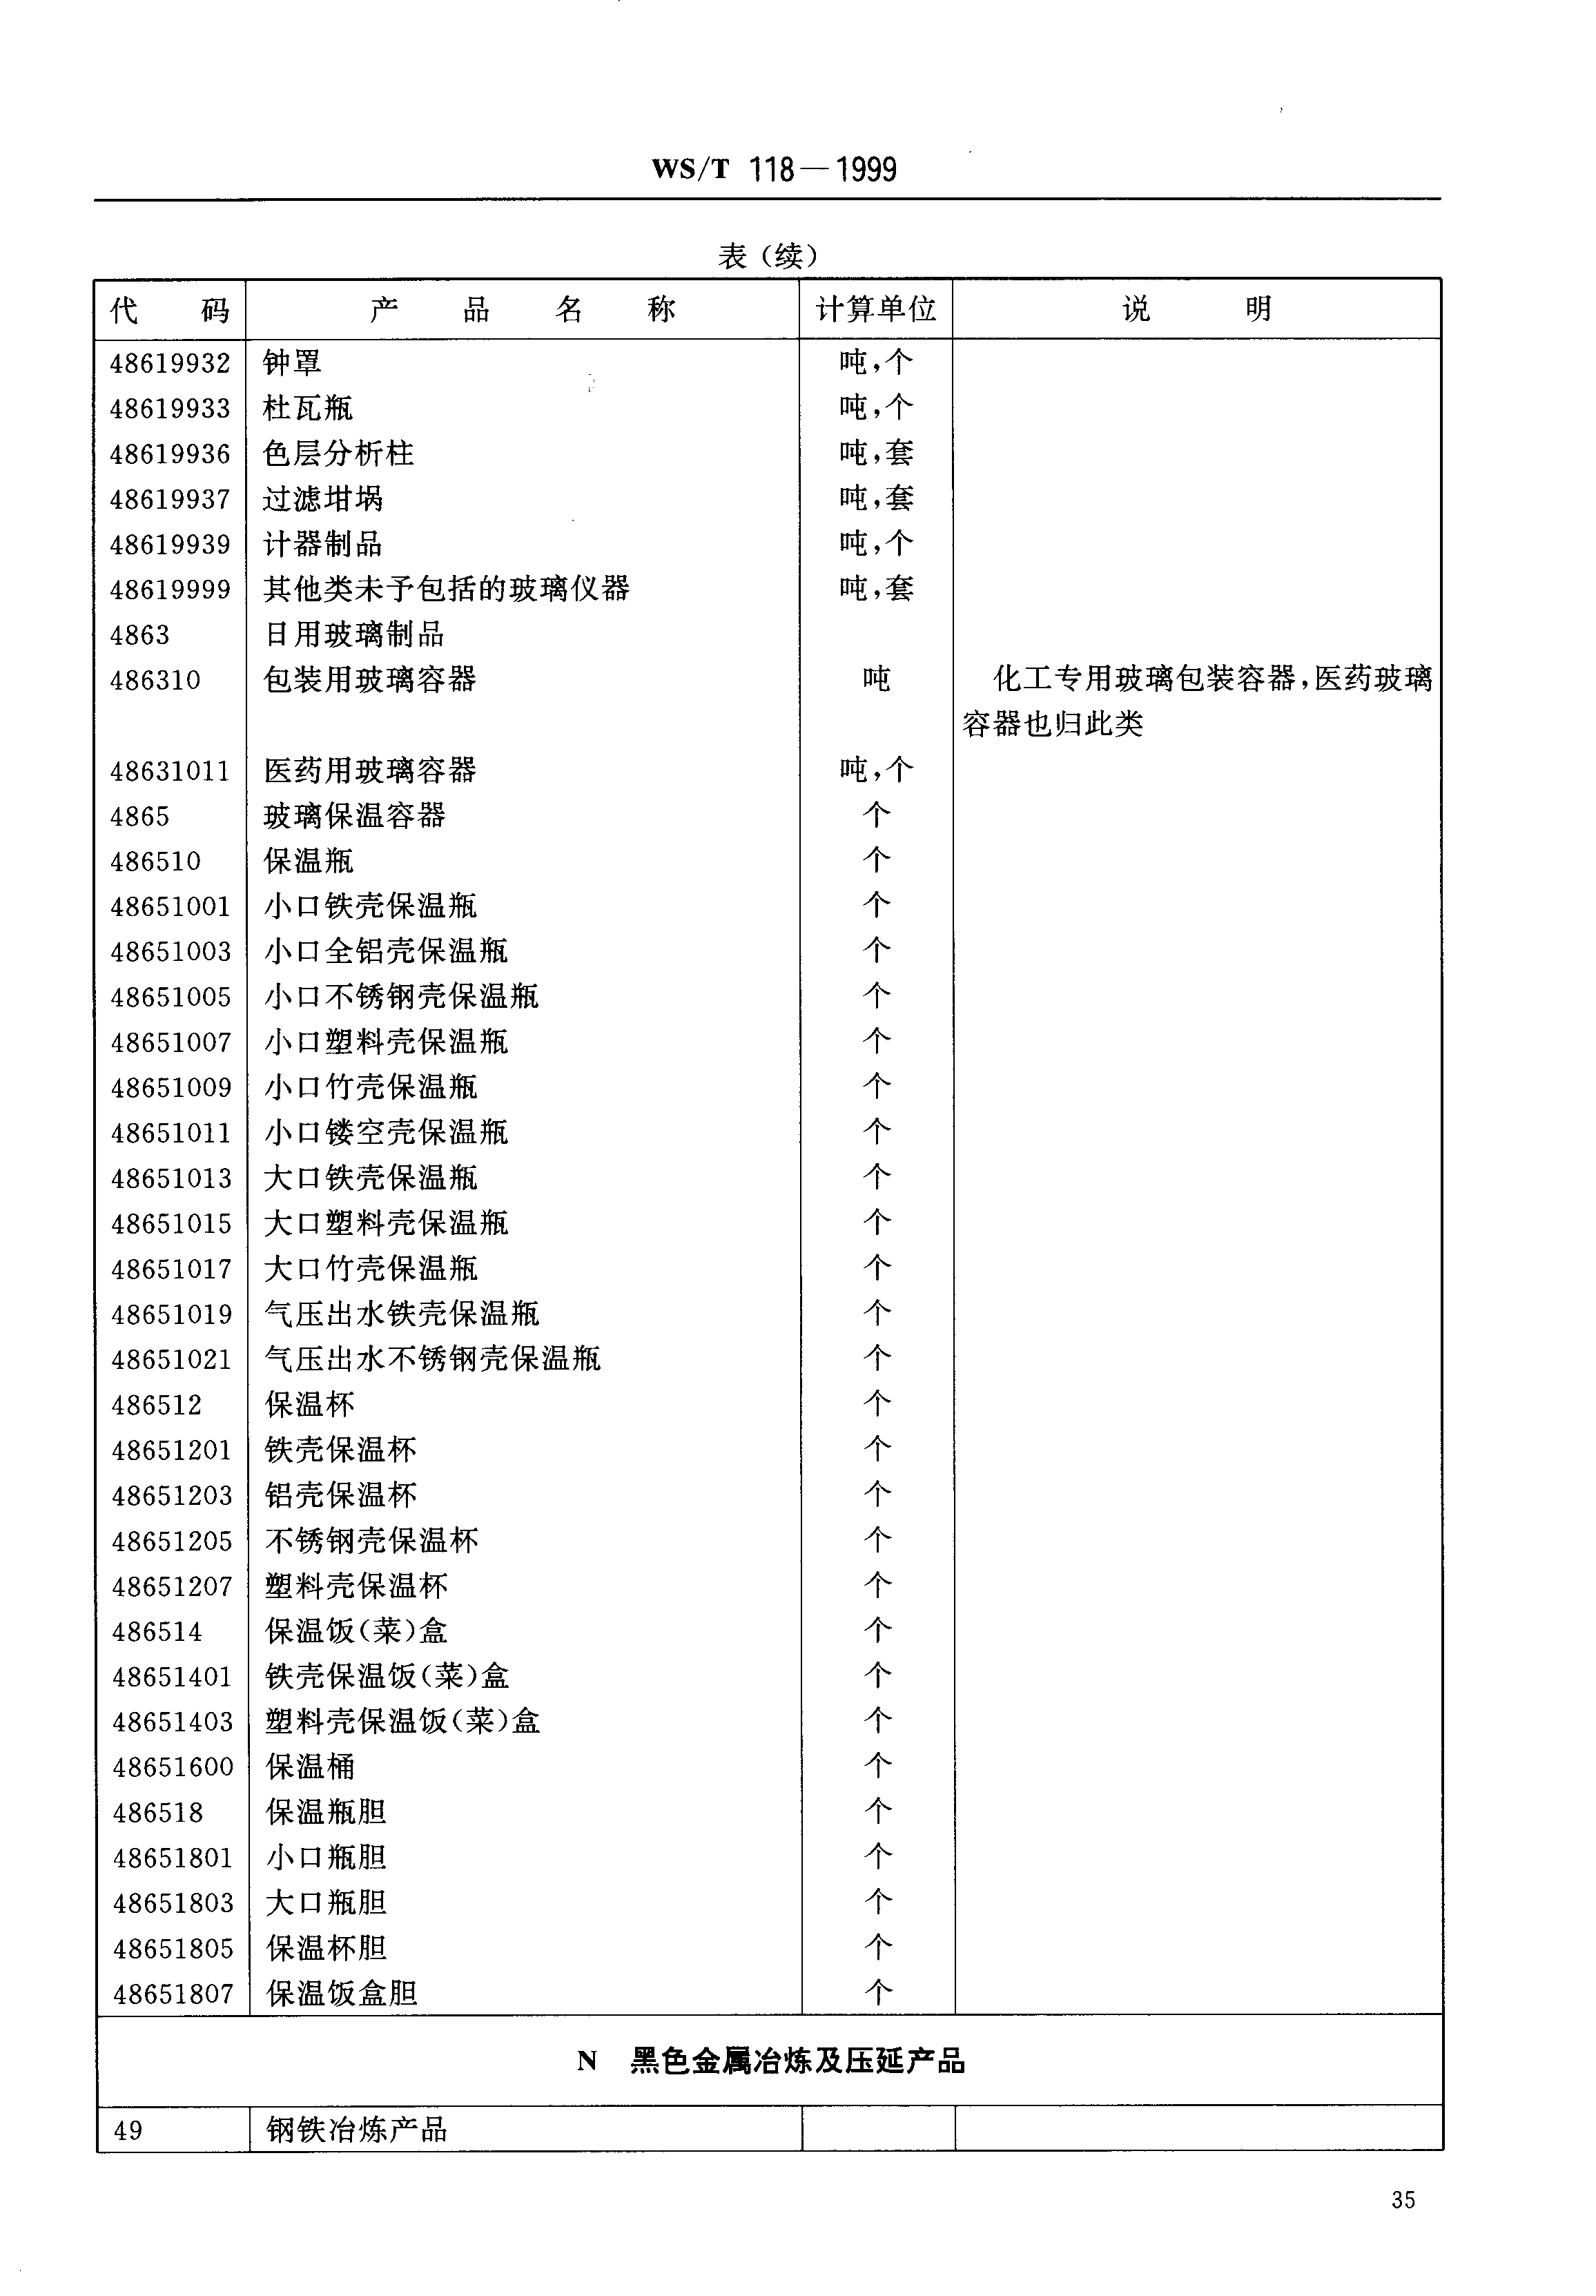 WS/T 118—1999
表（续）
代 码 产 品 名 称 计算单位 说 明
48619932 钟罩 吨,个
48619933 杜瓦瓶 吨,个
48619936 色层分析柱 吨,套
48619937 过滤坩埚 吨,套
48619939 计器制品 吨,个
48619999 其他类未予包括的玻璃仪器 吨,套
4863 日用玻璃制品
486310 包装用玻璃容器 吨 化工专用玻璃包装容器,医药玻璃
容器也归此类
48631011 医药用玻璃容器 吨,个
4865 玻璃保温容器 个
486510 保温瓶 个
48651001 小口铁壳保温瓶 个
48651003 小口全铝壳保温瓶 个
48651005 小口不锈钢壳保温瓶 个
48651007 小口塑料壳保温瓶 个
48651009 小口竹壳保温瓶 个
48651011 小口镂空壳保温瓶 个
48651013 大口铁壳保温瓶 个
48651015 大口塑料壳保温瓶 个
48651017 大口竹壳保温瓶 个
48651019 气压出水铁壳保温瓶 个
48651021 气压出水不锈钢壳保温瓶 个
486512 保温杯 个
48651201 铁壳保温杯 个
48651203 铝壳保温杯 个
48651205 不锈钢壳保温杯 个
48651207 塑料壳保温杯 个
486514 保温饭(菜)盒 个
48651401 铁壳保温饭(菜)盒 个
48651403 塑料壳保温饭(菜)盒 个
48651600 保温桶 个
486518 保温瓶胆 个
48651801 小口瓶胆 个
48651803 大口瓶胆 个
48651805 保温杯胆 个
48651807 保温饭盒胆 个
N 黑色金属冶炼及压延产品
49 钢铁冶炼产品
35